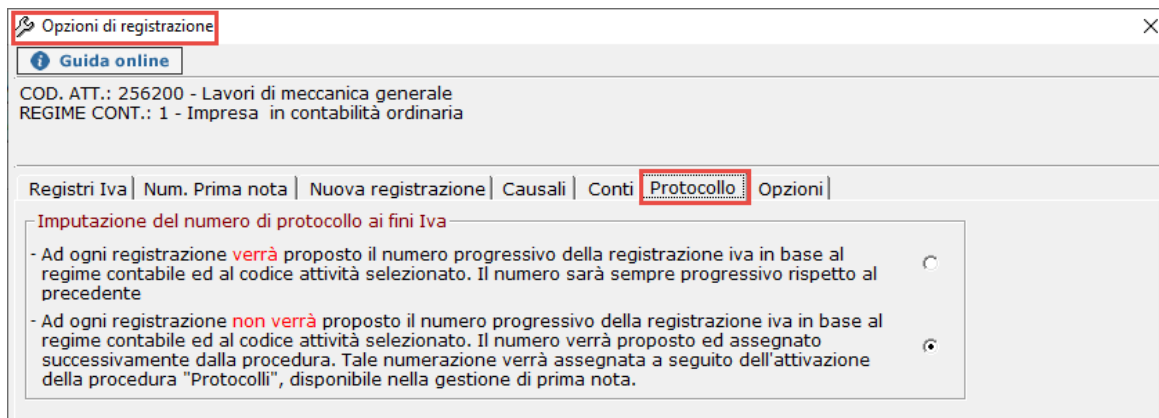 Opzioni di registrazione
Guida online
COD. ATT.: 256200 - Lavori di meccanica generale
REGIME CONT.: 1 - Impresa  in contabilità ordinaria
Registri Iva | Num. Prima nota | Nuova registrazione | Causali | Conti | Protocollo | Opzioni
Imputazione del numero di protocollo ai fini Iva
- Ad ogni registrazione verrà proposto il numero progressivo della registrazione iva in base al
regime contabile ed al codice attività selezionato. Il numero sarà sempre progressivo rispetto al
precedente
- Ad ogni registrazione non verrà proposto il numero progressivo della registrazione iva in base al
regime contabile ed al codice attività selezionato. Il numero verrà proposto ed assegnato
successivamente dalla procedura. Tale numerazione verrà assegnata a seguito dell'attivazione
della procedura "Protocolli", disponibile nella gestione di prima nota.